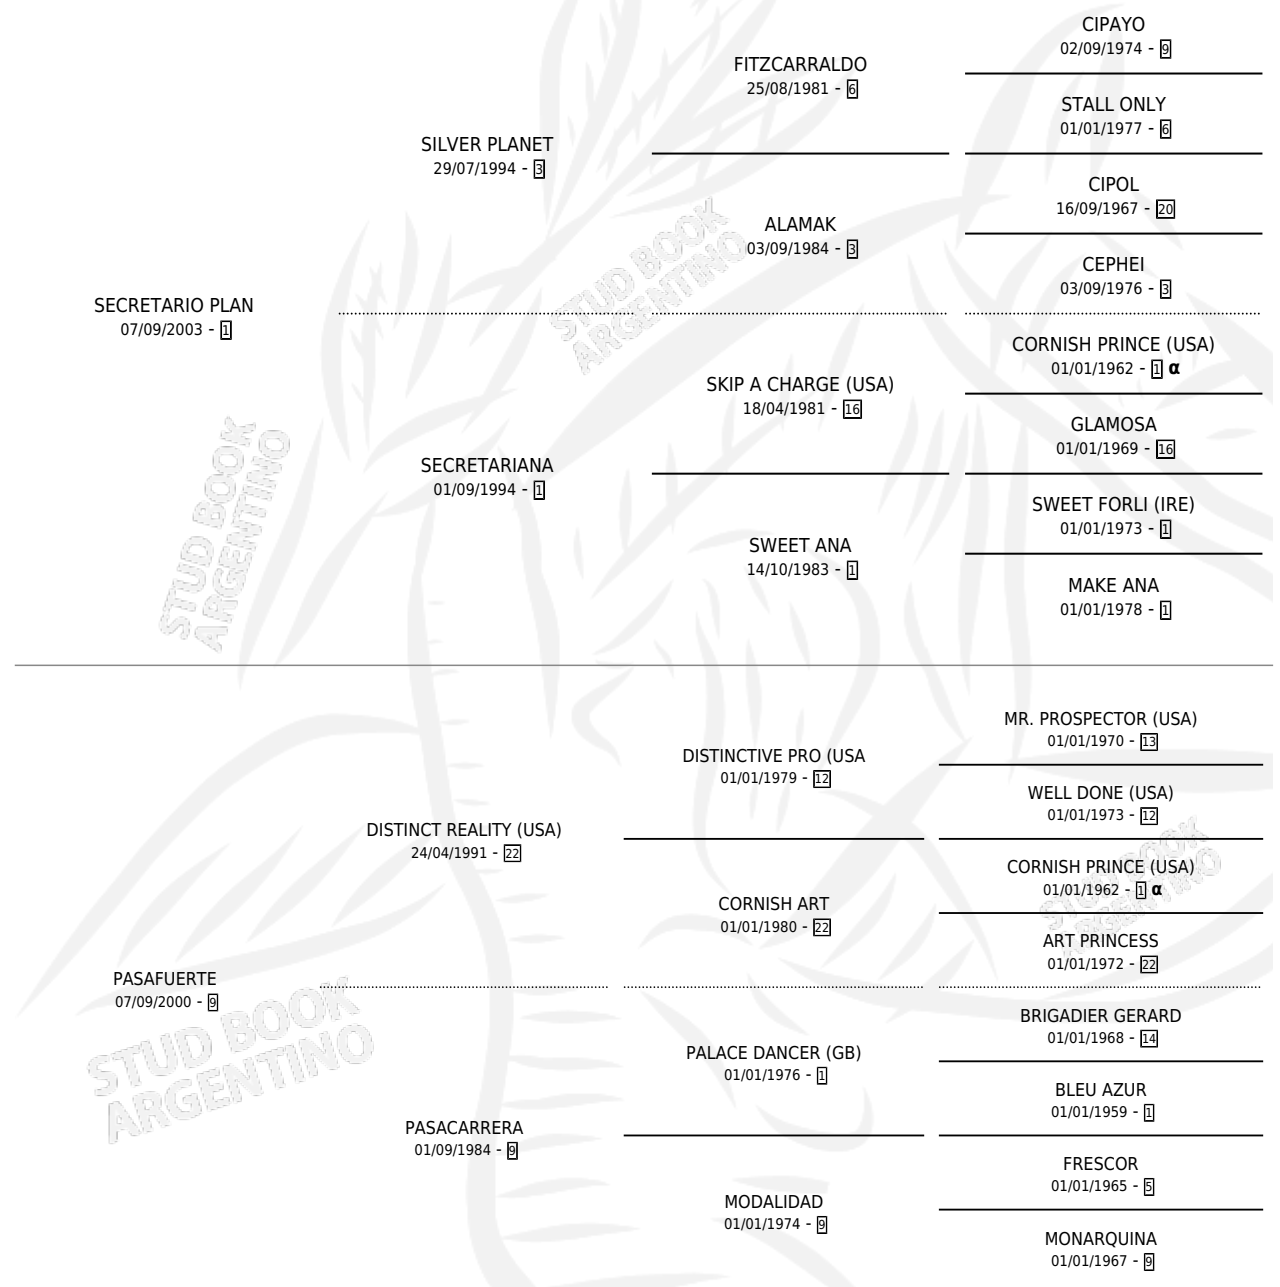 CIPAYO
02/09/1974 - 9
FITZCARRALDO
25/08/1981 - 6
STALL ONLY
01/01/1977 - 6
SILVER PLANET
29/07/1994 - 3
CIPOL
16/09/1967 - 20
ALAMAK
03/09/1984 - 3
CEPHEI
03/09/1976 - 3
SECRETARIO PLAN
07/09/2003 - 1
CORNISH PRINCE (USA)
01/01/1962 - 1 α
SKIP A CHARGE (USA)
18/04/1981 - 16
GLAMOSA
01/01/1969 - 16
SECRETARIANA
01/09/1994 - 1
SWEET FORLI (IRE)
01/01/1973 - 1
SWEET ANA
14/10/1983 - 1
MAKE ANA
01/01/1978 - 1
STUD BOOK
ARGENTINO
STUD BOOK
ARGENTINO
MR. PROSPECTOR (USA)
01/01/1970 - 13
DISTINCTIVE PRO (USA
01/01/1979 - 12
WELL DONE (USA)
01/01/1973 - 12
DISTINCT REALITY (USA)
24/04/1991 - 22
CORNISH PRINCE (USA)
01/01/1962 - 1 α
CORNISH ART
01/01/1980 - 22
ART PRINCESS
01/01/1972 - 22
PASAFUERTE
07/09/2000 - 9
BRIGADIER GERARD
01/01/1968 - 14
PALACE DANCER (GB)
01/01/1976 - 1
BLEU AZUR
01/01/1959 - 1
PASACARRERA
01/09/1984 - 9
FRESCOR
01/01/1965 - 5
MODALIDAD
01/01/1974 - 9
MONARQUINA
01/01/1967 - 9
STUD BOOK
ARGENTINO
STUD BOOK
ARGENTINO